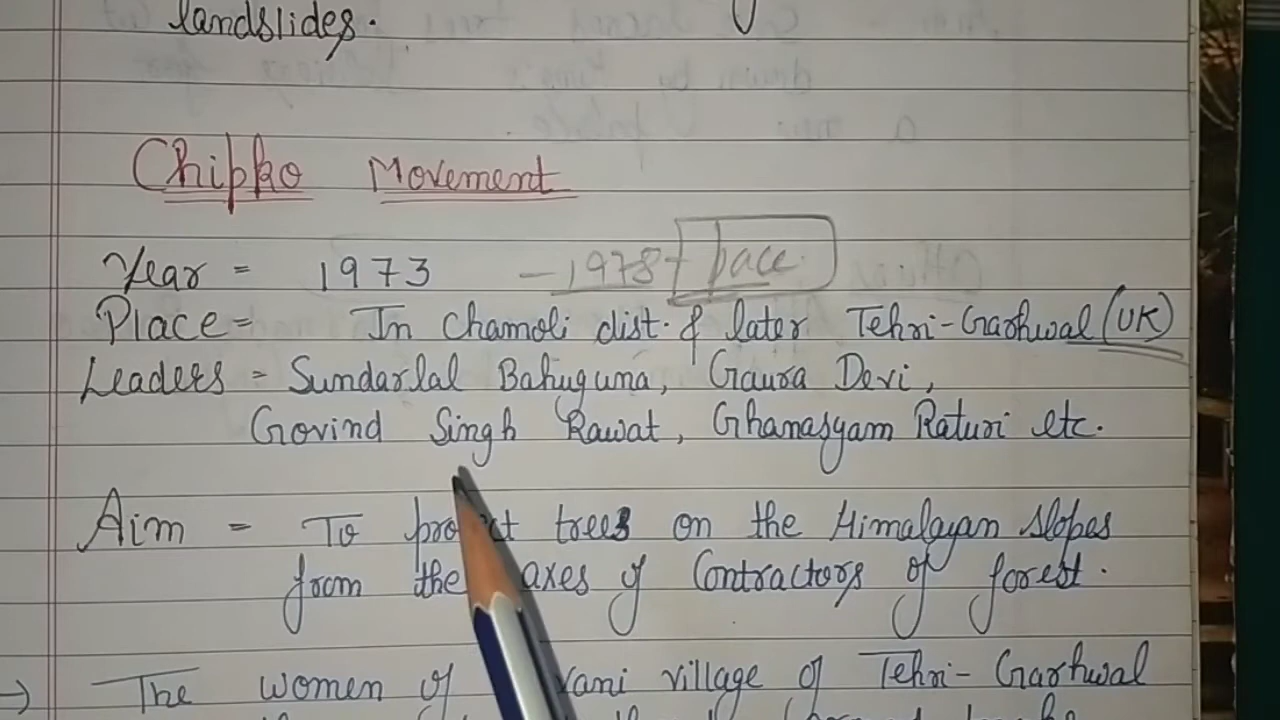 landslides.
Chipko Movement
Year = 1973 - 1978 pace.
Place = In Chamoli dist. & later Tehri-Garhwal (UK)
Leaders = Sundarlal Bahuguna, Gaura Devi,
Govind Singh Rawat, Ghanasyam Raturi etc.
Aim = To protect trees on the Himalayan slopes
from the axes of Contractors of forest.
→ The women of village of Tehri-Garhwal